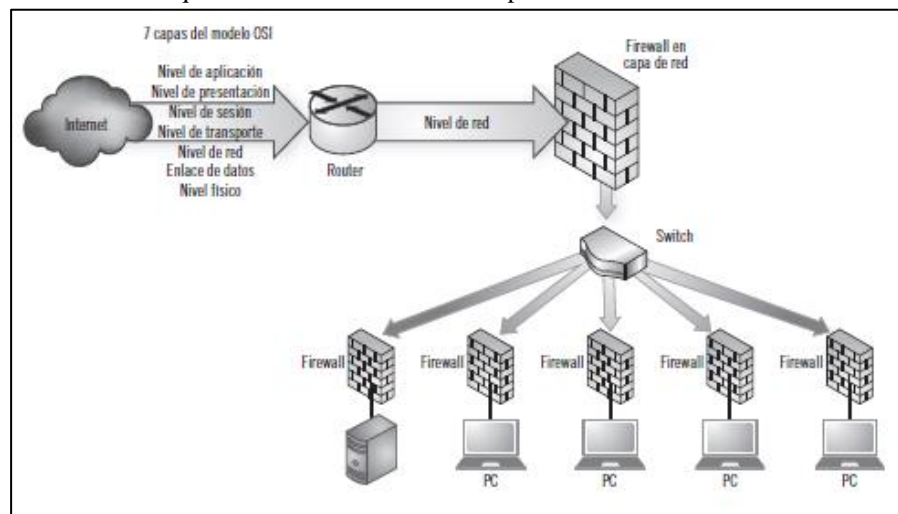 7 capas del modelo OSI
Nivel de aplicación
Nivel de presentación
Nivel de sesión
Nivel de transporte
Nivel de red
Enlace de datos
Nivel físico
Internet
Router
Nivel de red
Firewall en
capa de red
Switch
Firewall
Firewall
Firewall
Firewall
Firewall
PC
PC
PC
PC